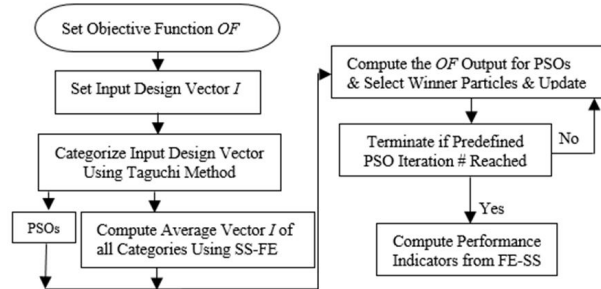 Set Objective Function OF
Set Input Design Vector I
Categorize Input Design Vector
Using Taguchi Method
PSOs
Compute Average Vector I of
all Categories Using SS-FE
Compute the OF Output for PSOs
& Select Winner Particles & Update
Terminate if Predefined
PSO Iteration # Reached
No
Yes
Compute Performance
Indicators from FE-SS